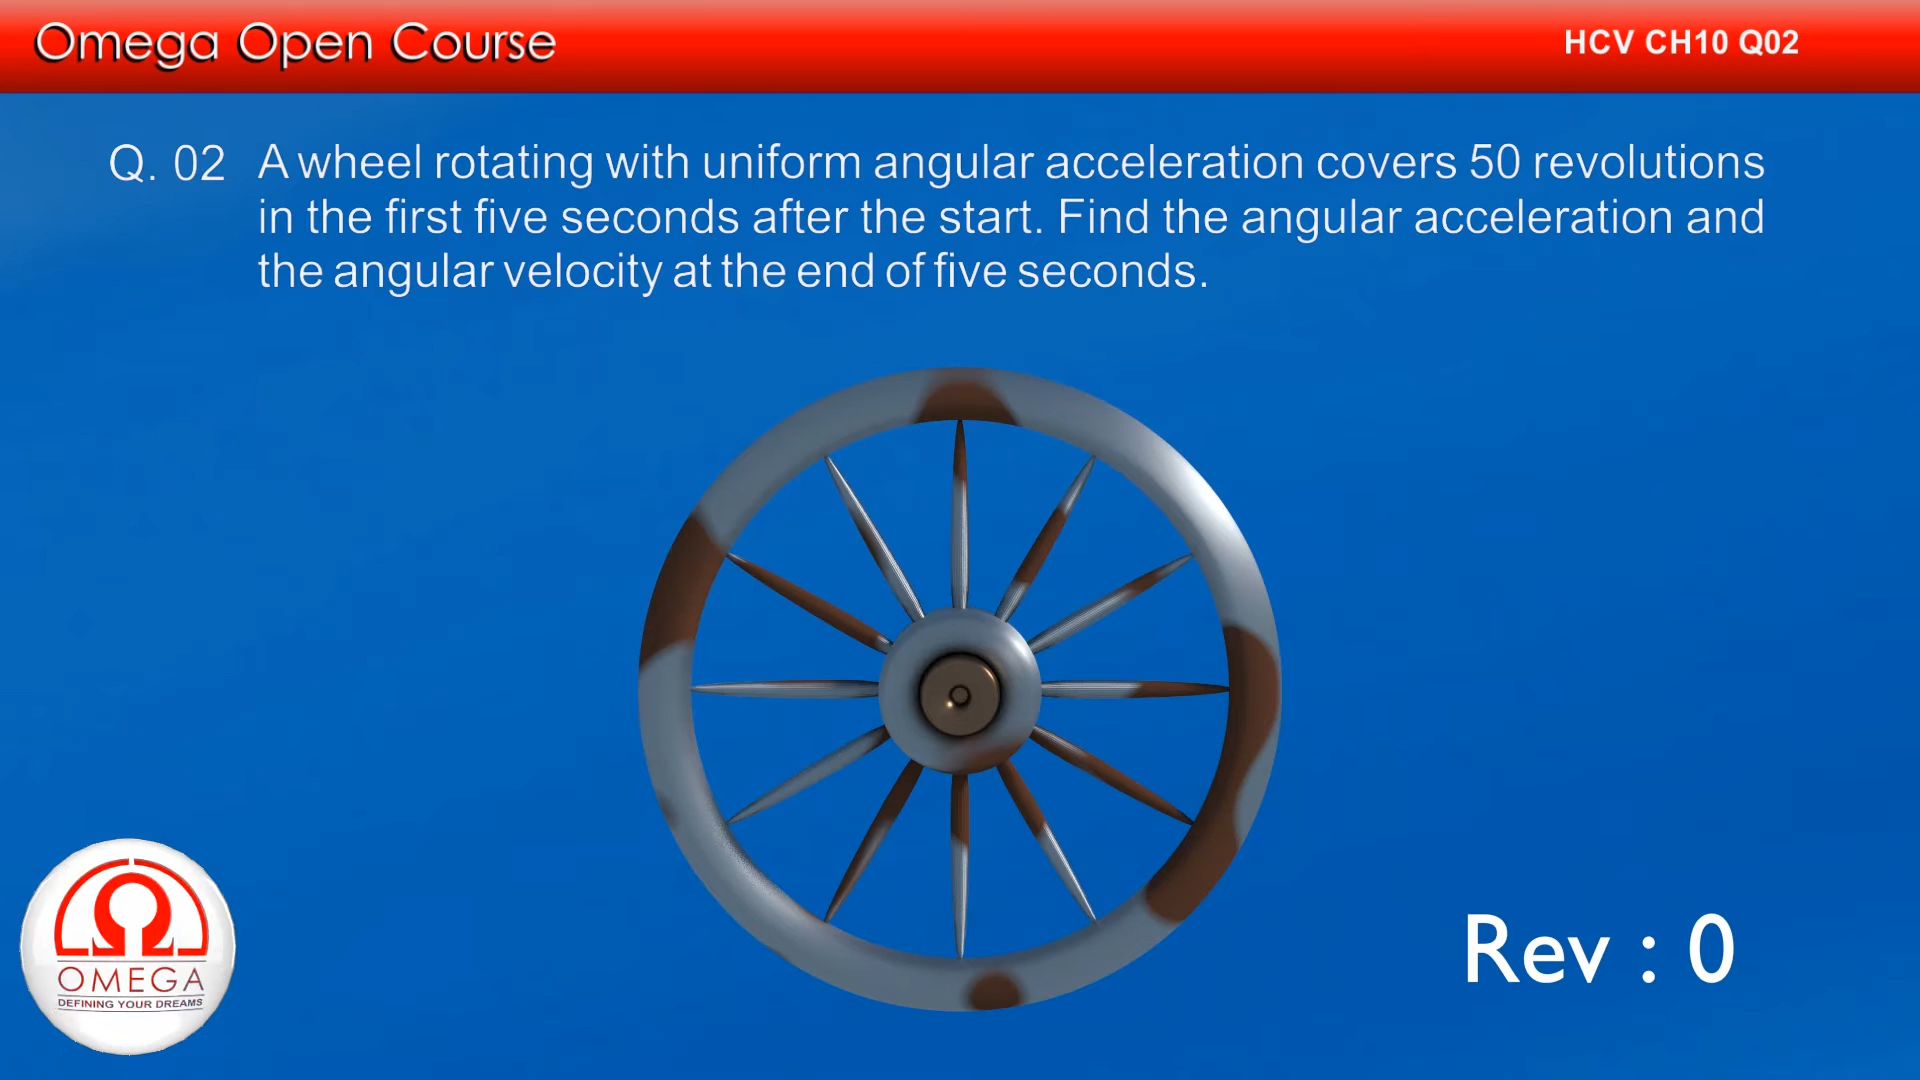 Omega Open Course
HCV CH10 Q02
Q. 02 A wheel rotating with uniform angular acceleration covers 50 revolutions
in the first five seconds after the start. Find the angular acceleration and
the angular velocity at the end of five seconds.
Ω
OMEGA
DEFINING YOUR DREAMS
Rev : 0